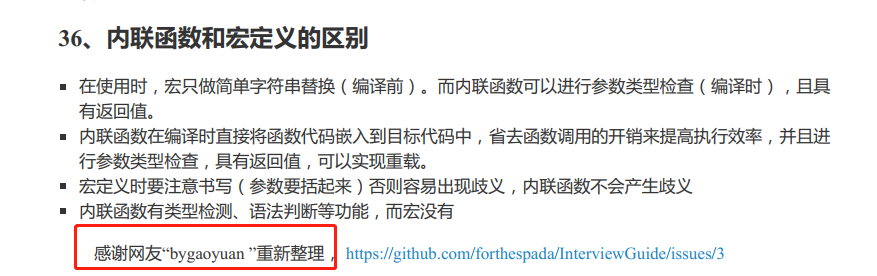 36、内联函数和宏定义的区别
▪ 在使用时，宏只做简单字符串替换（编译前）。而内联函数可以进行参数类型检查（编译时），且具
有返回值。
▪ 内联函数在编译时直接将函数代码嵌入到目标代码中，省去函数调用的开销来提高执行效率，并且进
行参数类型检查，具有返回值，可以实现重载。
▪ 宏定义时要注意书写（参数要括起来）否则容易出现歧义，内联函数不会产生歧义
▪ 内联函数有类型检测、语法判断等功能，而宏没有
感谢网友“bygaoyuan ”重新整理，https://github.com/forthespada/InterviewGuide/issues/3